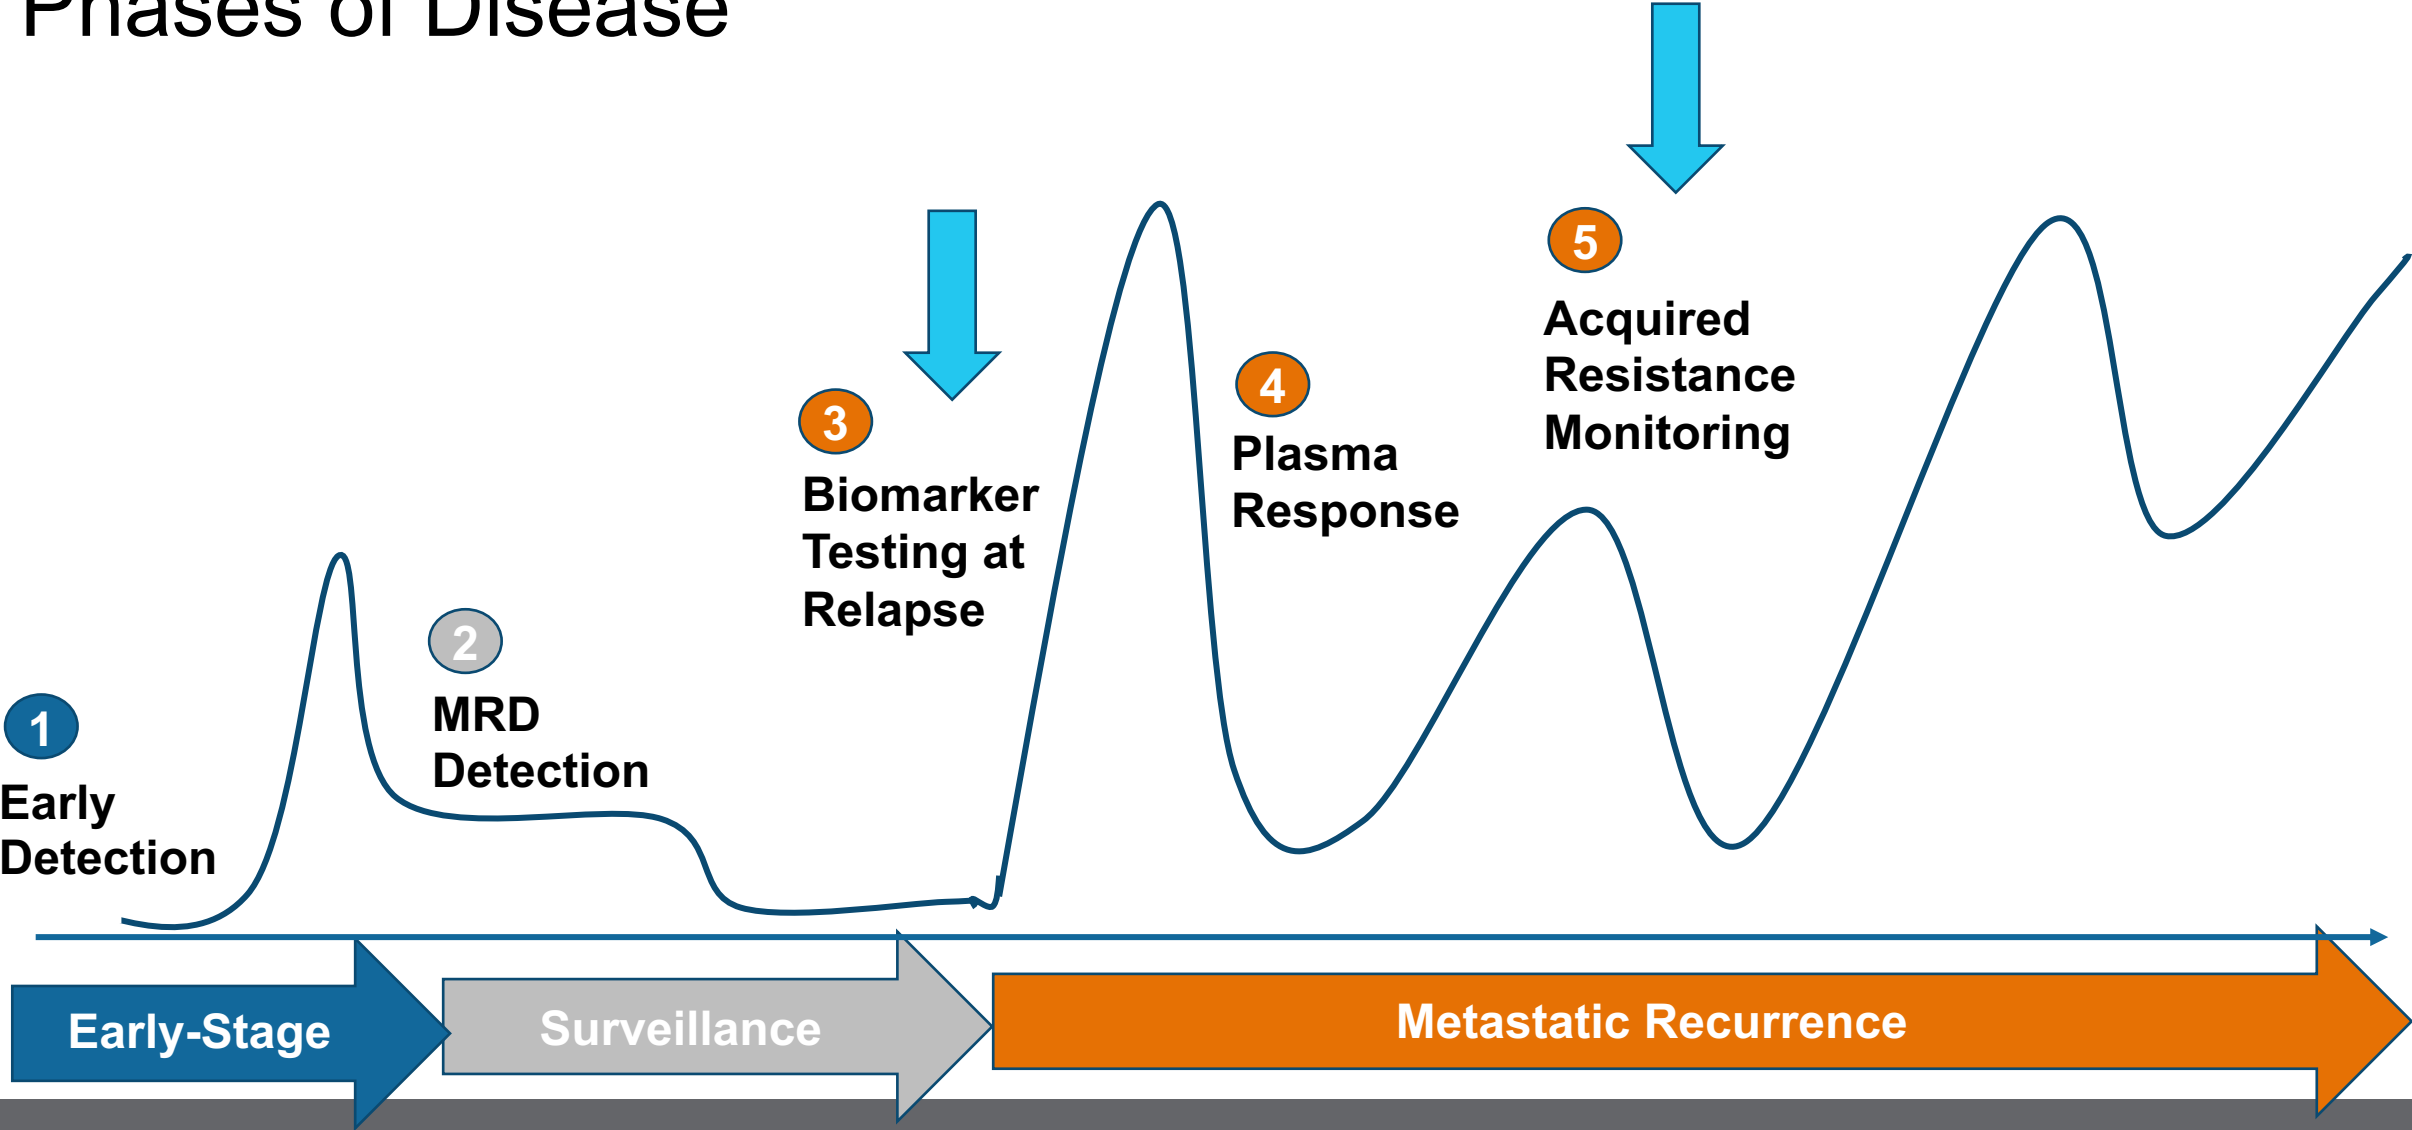 Phases of Disease
1
Early
Detection
2
MRD
Detection
3
Biomarker
Testing at
Relapse
4
Plasma
Response
5
Acquired
Resistance
Monitoring
Early-Stage
Surveillance
Metastatic Recurrence